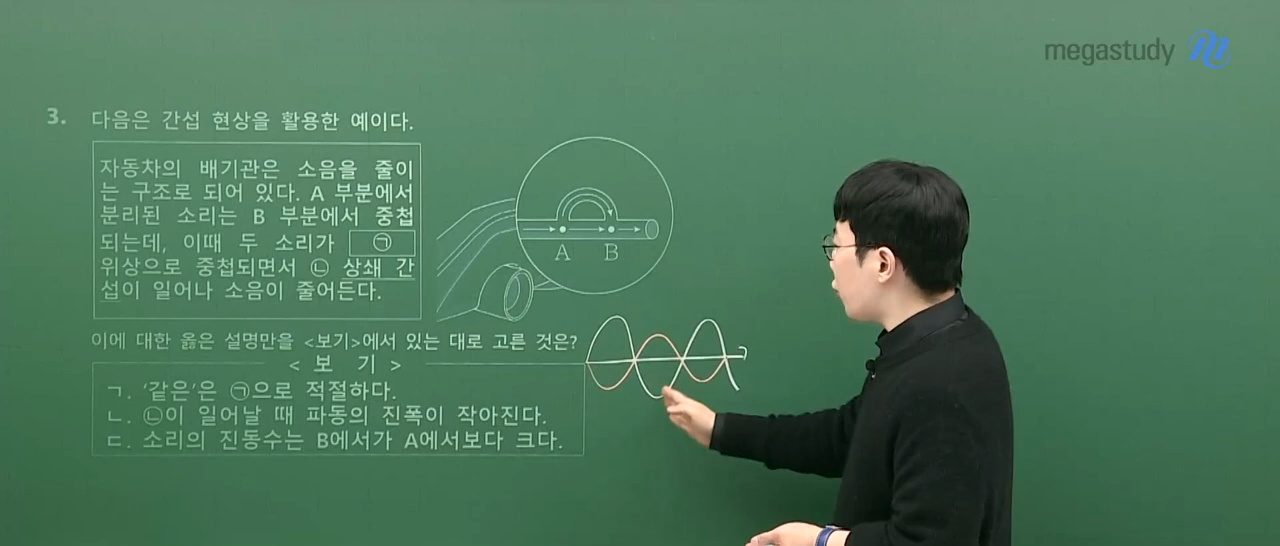 megastudy
3. 다음은 간섭 현상을 활용한 예이다.
자동차의 배기관은 소음을 줄이
는 구조로 되어 있다. A 부분에서
분리된 소리는 B 부분에서 중첩
되는데, 이때 두 소리가 ㉠
위상으로 중첩되면서 ㉡ 상쇄 간
섭이 일어나 소음이 줄어든다.
A B
이에 대한 옳은 설명만을 <보기>에서 있는 대로 고른 것은?
< 보 기 >
ㄱ. ‘같은’은 ㉠으로 적절하다.
ㄴ. ㉡이 일어날 때 파동의 진폭이 작아진다.
ㄷ. 소리의 진동수는 B에서가 A에서보다 크다.